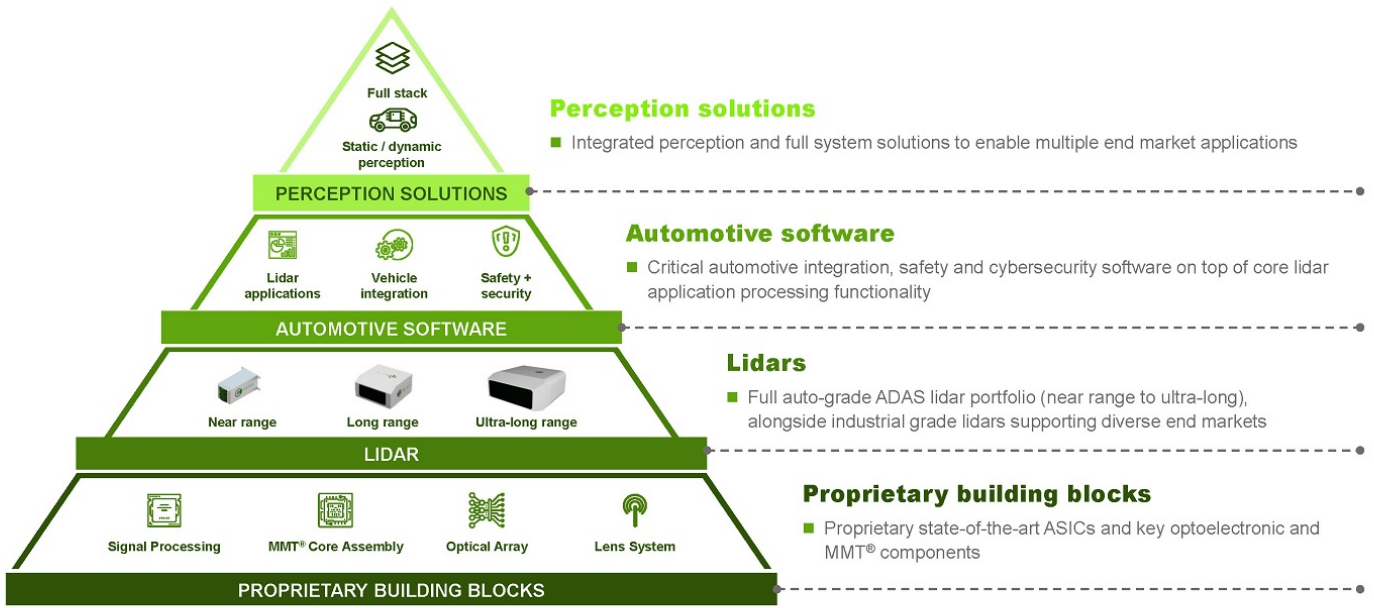 Full stack
Static / dynamic
perception
PERCEPTION SOLUTIONS
Perception solutions
Integrated perception and full system solutions to enable multiple end market applications
Lidar
applications
Vehicle
integration
Safety +
security
AUTOMOTIVE SOFTWARE
Automotive software
Critical automotive integration, safety and cybersecurity software on top of core lidar
application processing functionality
Near range
Long range
Ultra-long range
LIDAR
Lidars
Full auto-grade ADAS lidar portfolio (near range to ultra-long),
alongside industrial grade lidars supporting diverse end markets
Signal Processing
MMT® Core Assembly
Optical Array
Lens System
PROPRIETARY BUILDING BLOCKS
Proprietary building blocks
Proprietary state-of-the-art ASICs and key optoelectronic and
MMT® components